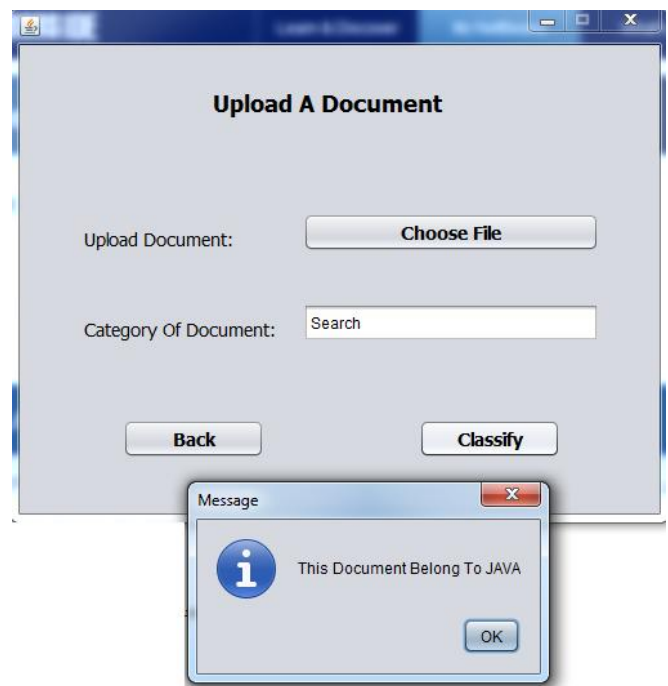 Upload A Document
Upload Document: Choose File
Category Of Document: Search
Back Classify
Message
This Document Belong To JAVA
OK